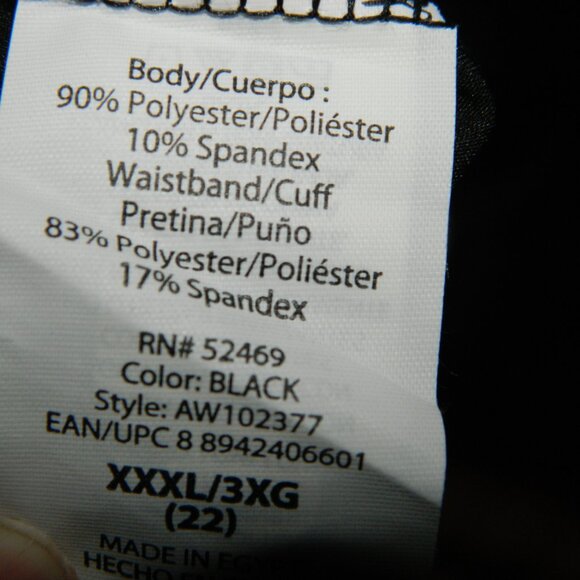 Body/Cuerpo :
90% Polyester/Poliéster
10% Spandex
Waistband/Cuff
Pretina/Puño
83% Polyester/Poliéster
17% Spandex
RN# 52469
Color: BLACK
Style: AW102377
EAN/UPC 8 8942406601
XXXL/3XG
(22)
MADE IN
HECHO